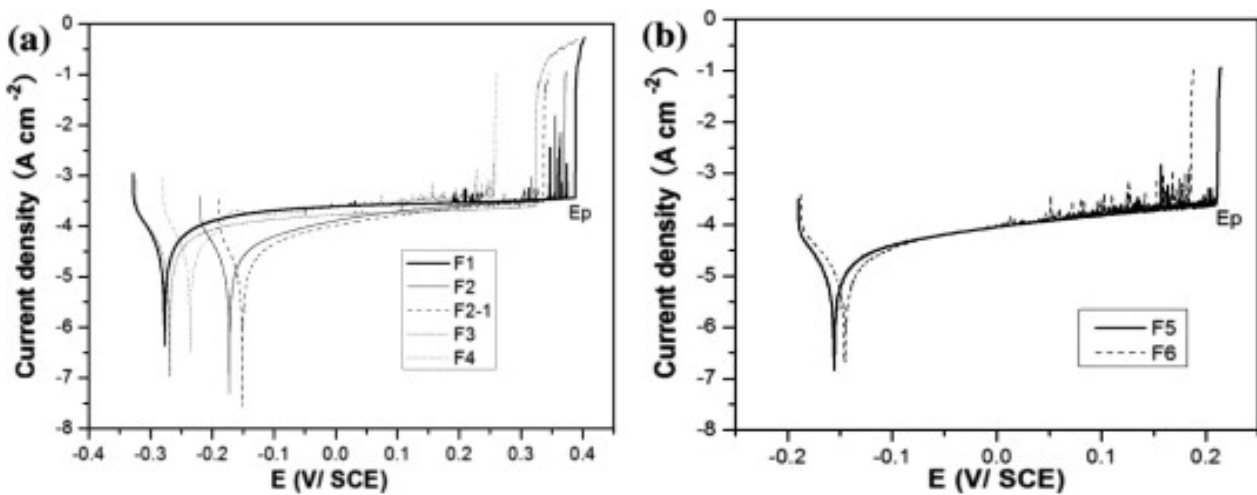 (a)
Current density (A cm⁻²)
0
-1
-2
-3
-4
-5
-6
-7
-8
Ep
F1
F2
F2-1
F3
F4
-0.4 -0.3 -0.2 -0.1 0.0 0.1 0.2 0.3 0.4 0.5
E (V/ SCE)
(b)
Current density (A cm⁻²)
0
-1
-2
-3
-4
-5
-6
-7
-8
Ep
F5
F6
-0.2 -0.1 0.0 0.1 0.2
E (V/ SCE)